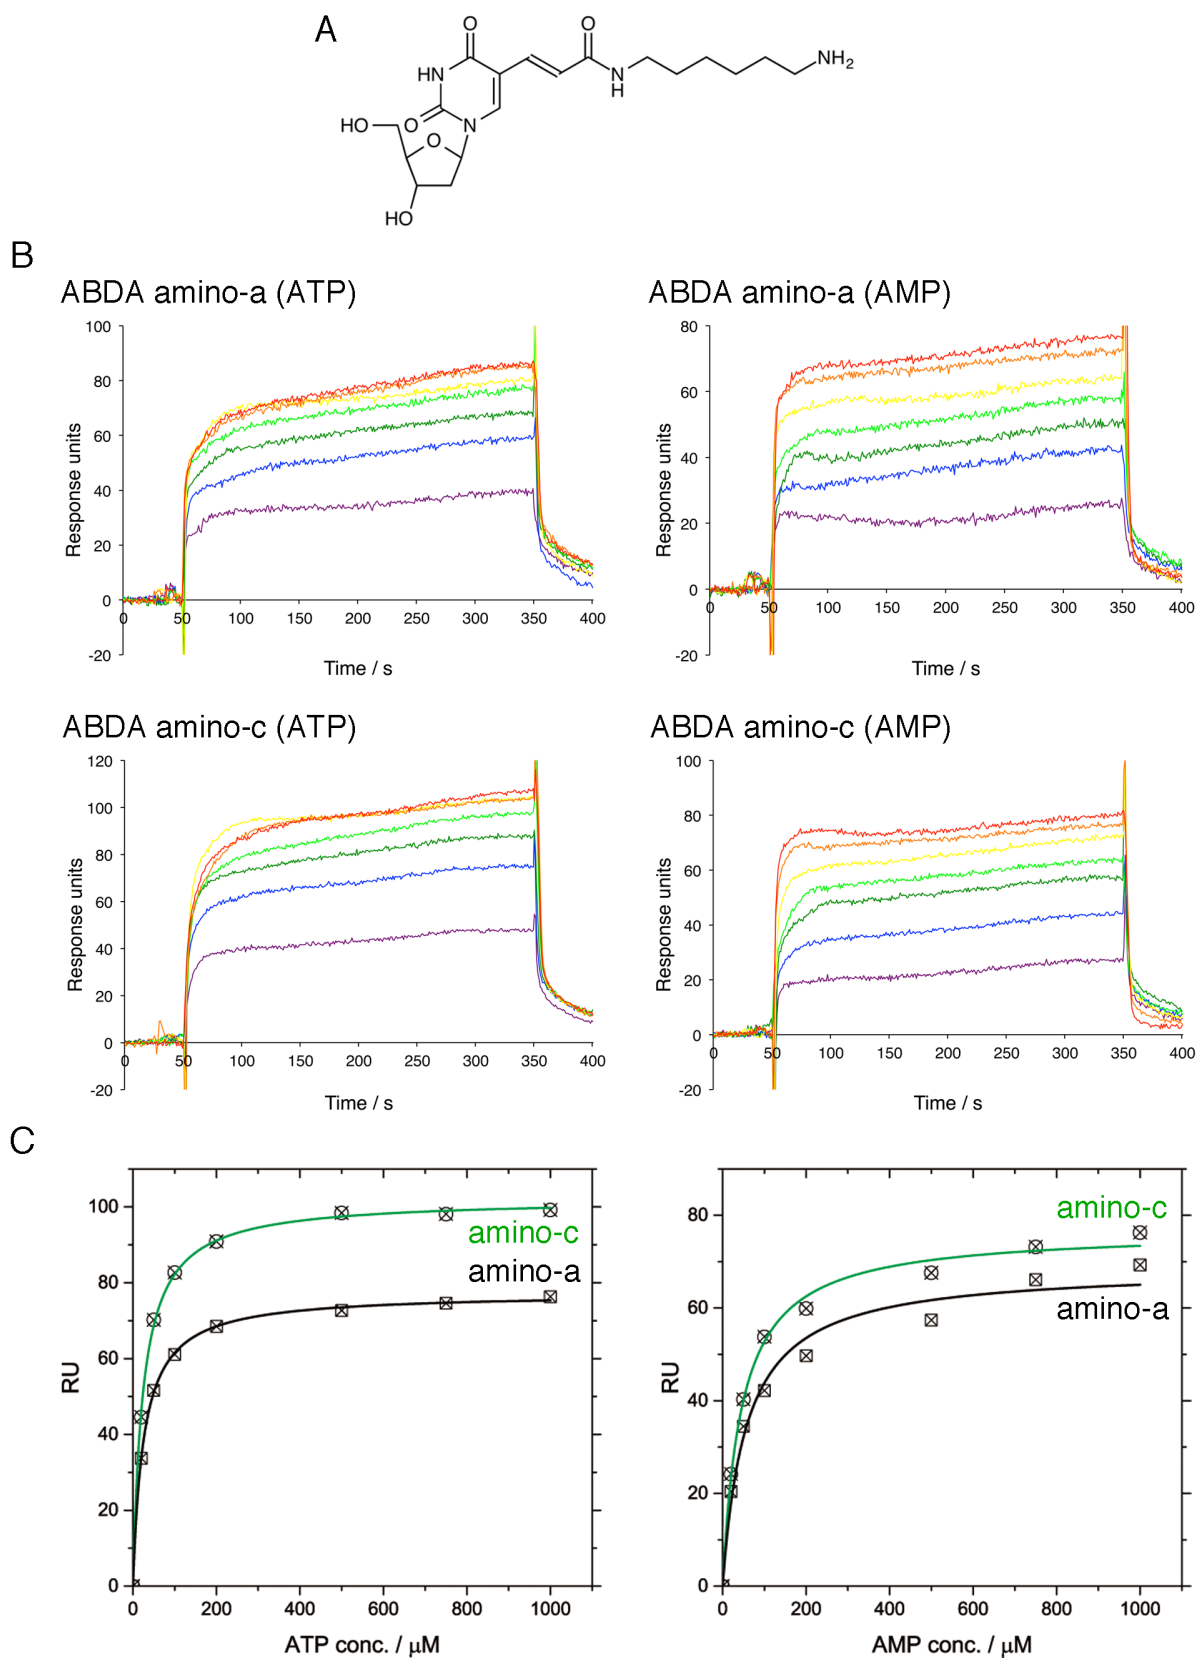 A
O
O
NH₂
HN
N
H
O
N
HO
O
HO
B
ABDA amino-a (ATP)
100
80
60
40
20
0
-20
Response units
0 50 100 150 200 250 300 350 400
Time / s
ABDA amino-a (AMP)
80
60
40
20
0
-20
Response units
0 50 100 150 200 250 300 350 400
Time / s
ABDA amino-c (ATP)
120
100
80
60
40
20
0
-20
Response units
0 50 100 150 200 250 300 350 400
Time / s
ABDA amino-c (AMP)
100
80
60
40
20
0
-20
Response units
0 50 100 150 200 250 300 350 400
Time / s
C
100
80
60
40
20
0
RU
amino-c
amino-a
0 200 400 600 800 1000
ATP conc. / μM
80
60
40
20
0
RU
amino-c
amino-a
0 200 400 600 800 1000
AMP conc. / μM